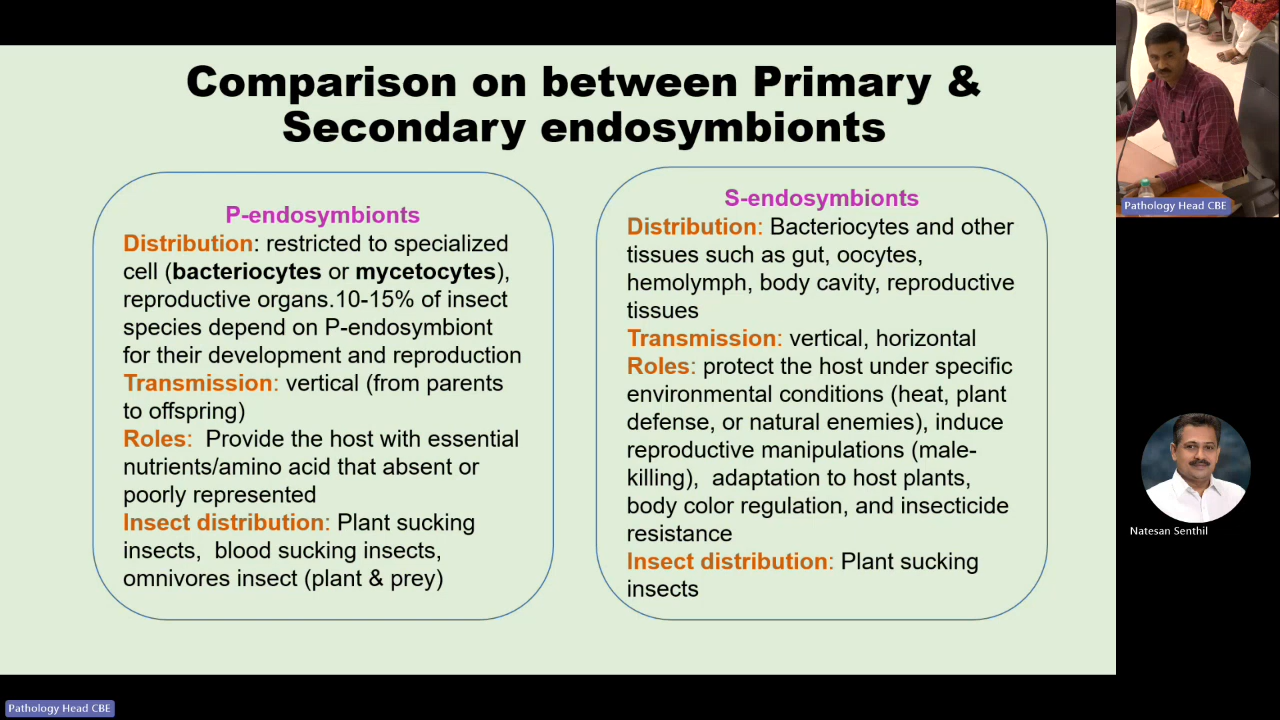 Comparison on between Primary &
Secondary endosymbionts
P-endosymbionts
Distribution: restricted to specialized
cell (bacteriocytes or mycetocytes),
reproductive organs.10-15% of insect
species depend on P-endosymbiont
for their development and reproduction
Transmission: vertical (from parents
to offspring)
Roles:  Provide the host with essential
nutrients/amino acid that absent or
poorly represented
Insect distribution: Plant sucking
insects,  blood sucking insects,
omnivores insect (plant & prey)
S-endosymbionts
Distribution: Bacteriocytes and other
tissues such as gut, oocytes,
hemolymph, body cavity, reproductive
tissues
Transmission: vertical, horizontal
Roles: protect the host under specific
environmental conditions (heat, plant
defense, or natural enemies), induce
reproductive manipulations (male-
killing),  adaptation to host plants,
body color regulation, and insecticide
resistance
Insect distribution: Plant sucking
insects
Pathology Head CBE
Natesan Senthil
Pathology Head CBE